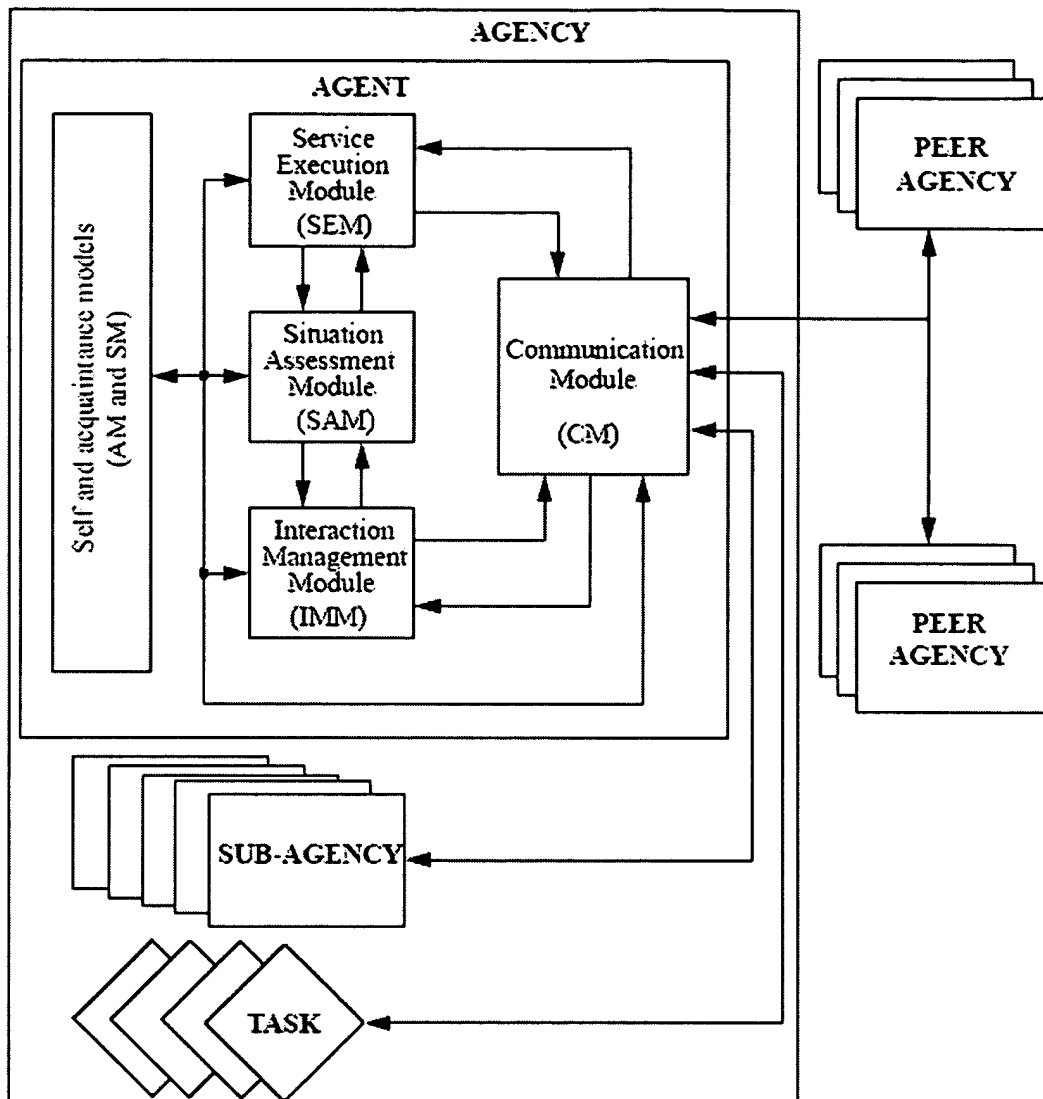 AGENCY
AGENT
Self and acquaintance models
(AM and SM)
Service
Execution
Module
(SEM)
Situation
Assessment
Module
(SAM)
Interaction
Management
Module
(IMM)
Communication
Module
(CM)
PEER
AGENCY
PEER
AGENCY
SUB-AGENCY
TASK